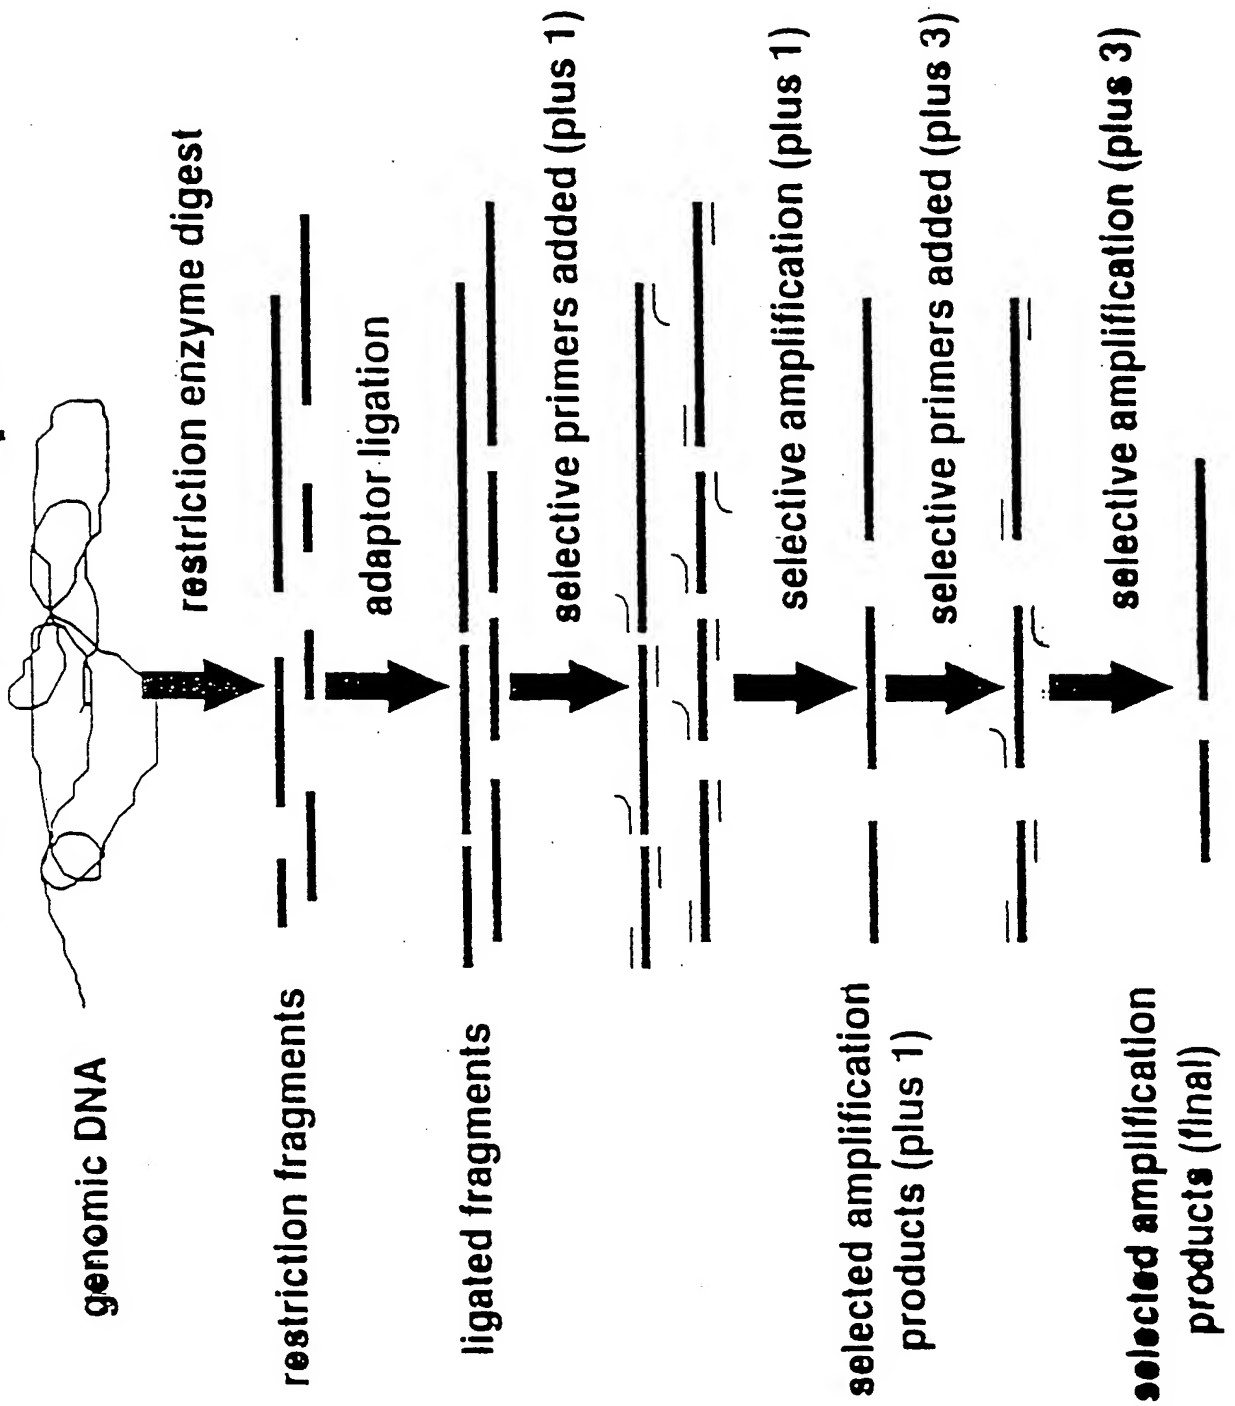 genomic DNA
restriction enzyme digest
restriction fragments
adaptor ligation
ligated fragments
selective primers added (plus 1)
selective amplification (plus 1)
selected amplification
products (plus 1)
selective primers added (plus 3)
selective amplification (plus 3)
selected amplification
products (final)